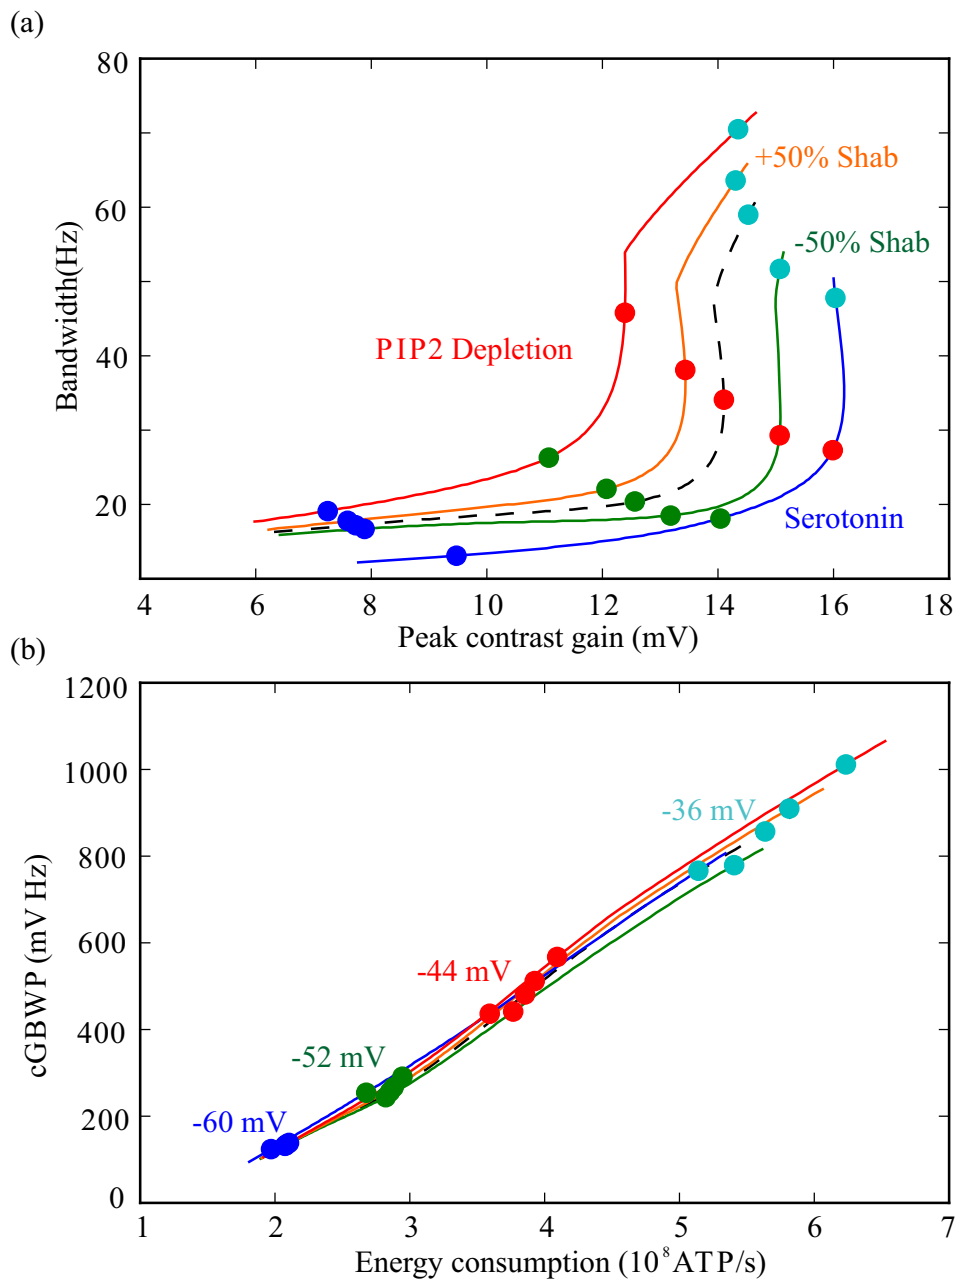 (a)
80
60
40
20
Bandwidth(Hz)
+50% Shab
-50% Shab
PIP2 Depletion
Serotonin
4 6 8 10 12 14 16 18
Peak contrast gain (mV)
(b)
1200
1000
800
600
400
200
0
cGBWP (mV Hz)
-36 mV
-44 mV
-52 mV
-60 mV
1 2 3 4 5 6 7
Energy consumption (10⁸ATP/s)